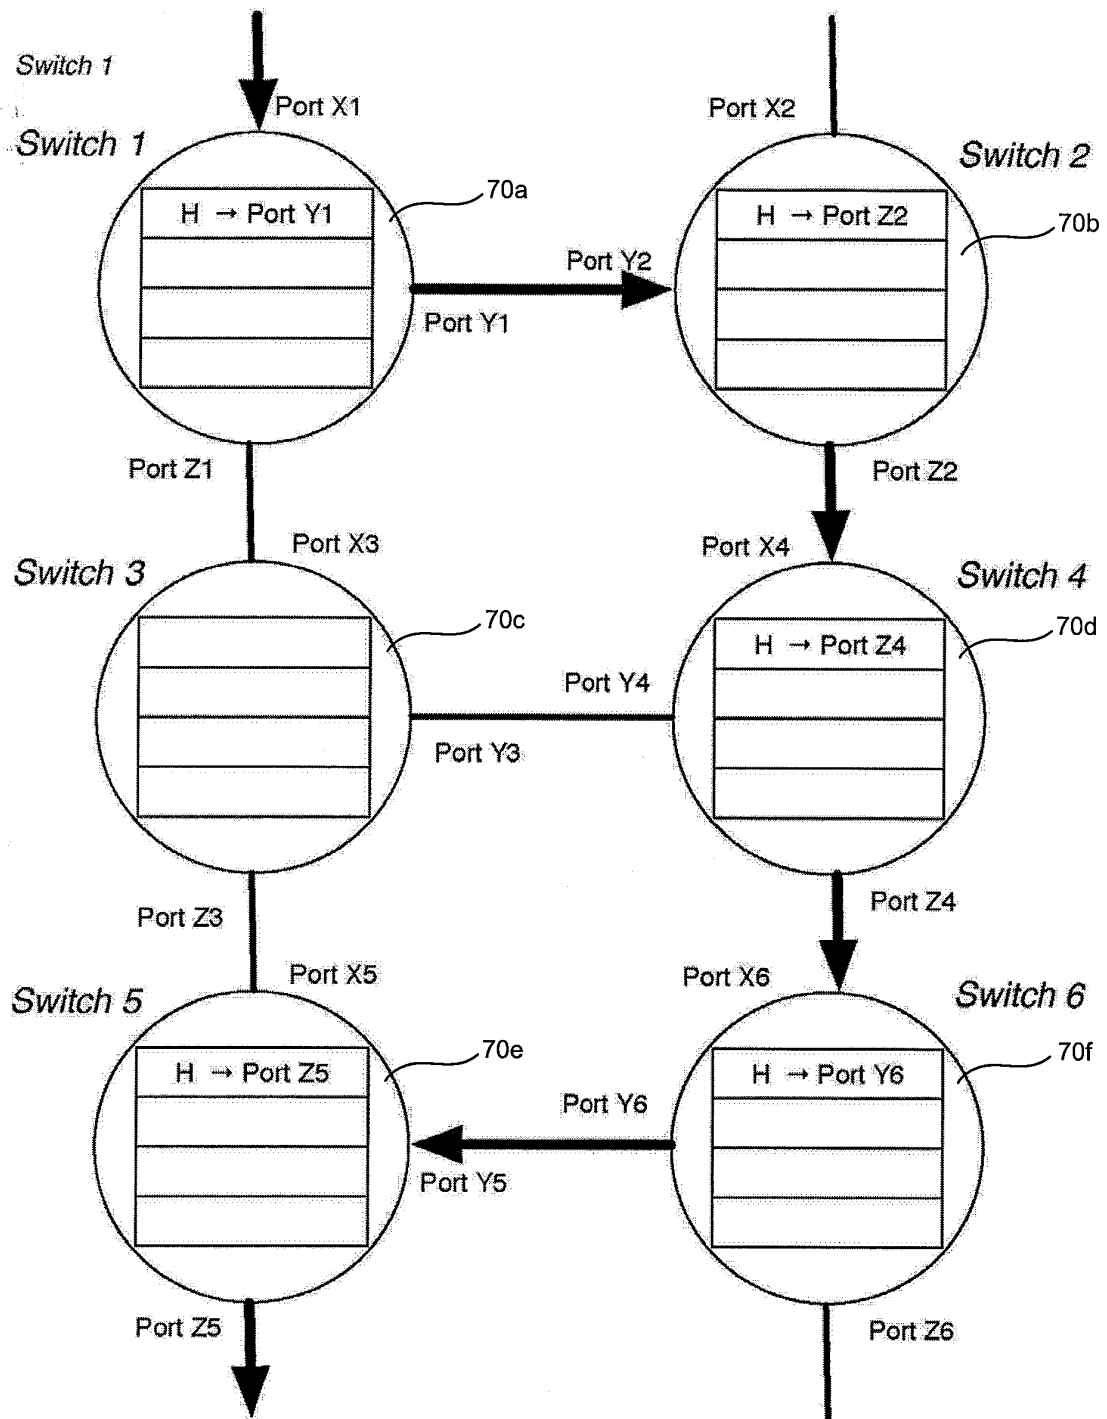 Switch 1
Port X1
Port X2
Switch 1
Switch 2
70a
H → Port Y1
H → Port Z2
70b
Port Y2
Port Y1
Port Z1
Port Z2
Port X3
Port X4
Switch 3
Switch 4
70c
70d
H → Port Z4
Port Y4
Port Y3
Port Z3
Port Z4
Port X5
Port X6
Switch 5
Switch 6
70e
70f
H → Port Z5
H → Port Y6
Port Y6
Port Y5
Port Z5
Port Z6